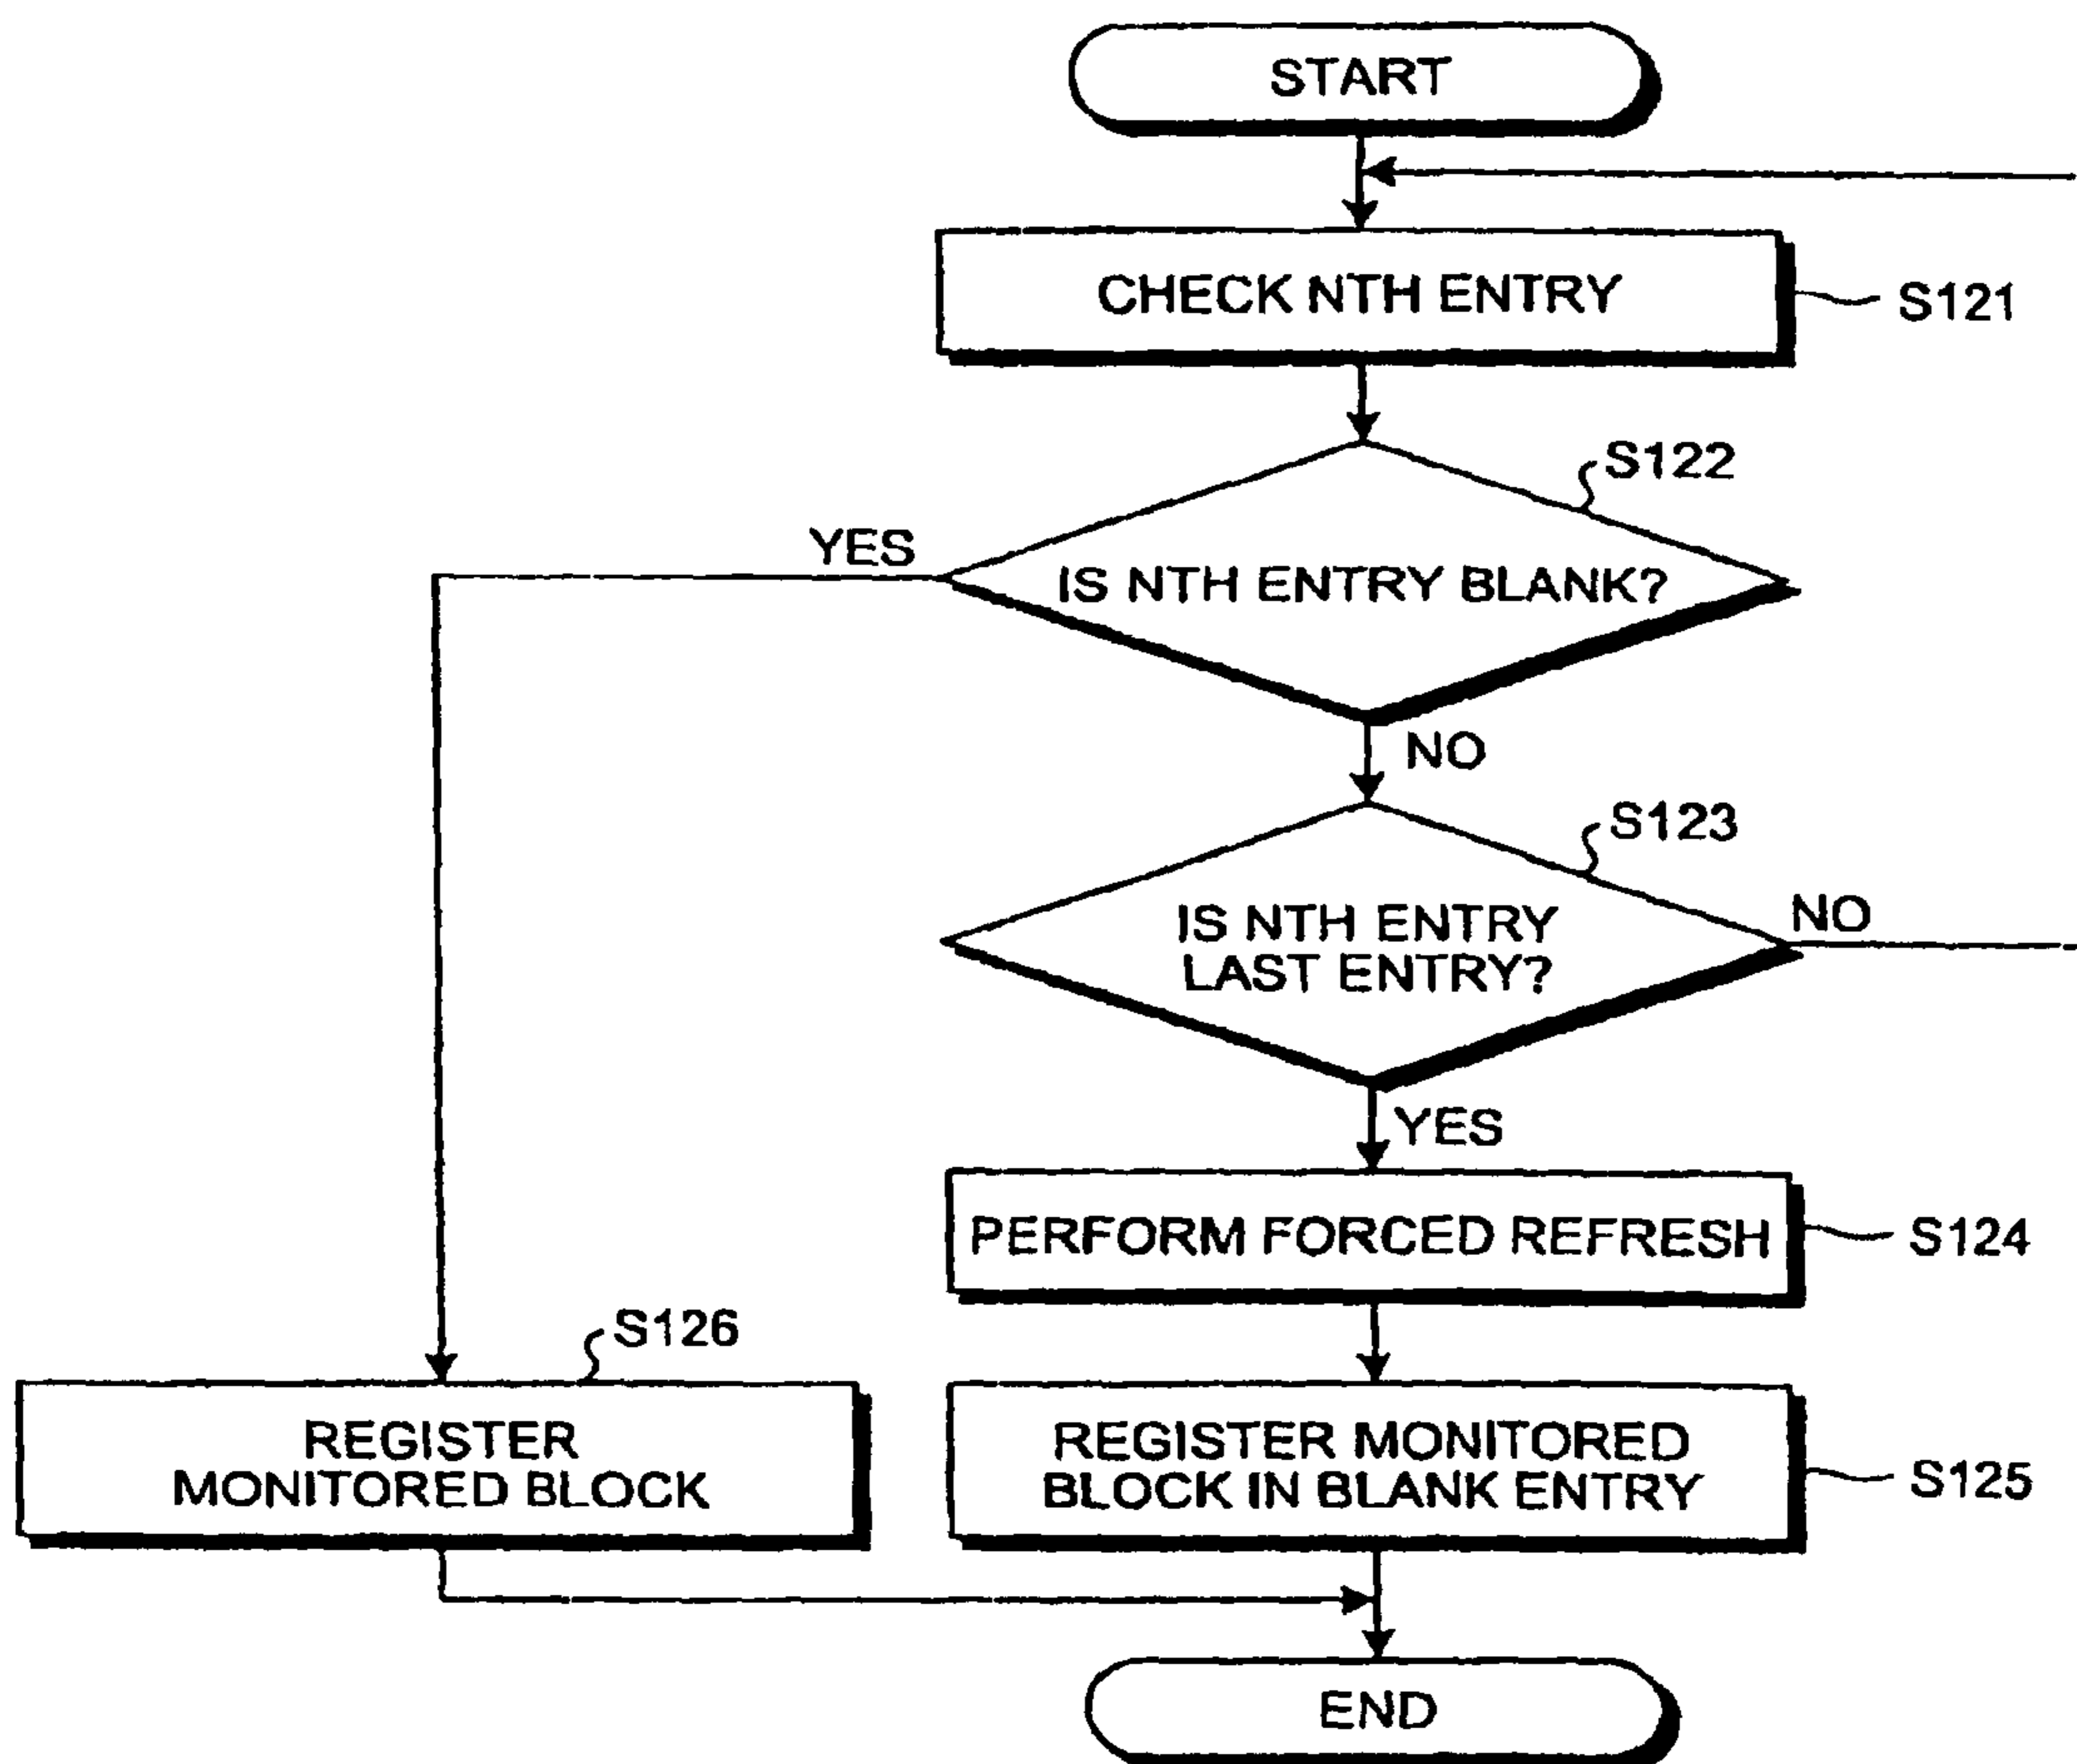 START
CHECK NTH ENTRY
S121
S122
YES
IS NTH ENTRY BLANK?
NO
S123
IS NTH ENTRY
LAST ENTRY?
NO
YES
PERFORM FORCED REFRESH
S124
S126
REGISTER
MONITORED BLOCK
REGISTER MONITORED
BLOCK IN BLANK ENTRY
S125
END